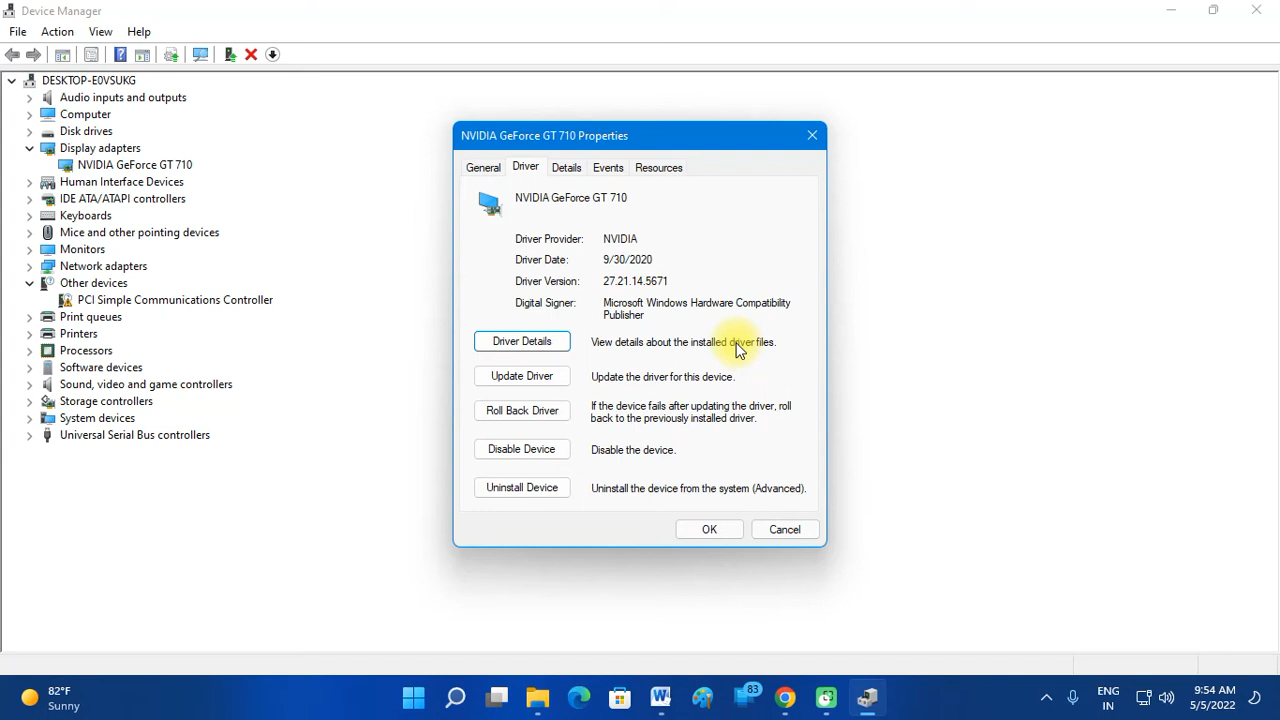 Device Manager
File Action View Help
DESKTOP-E0VSUKG
Audio inputs and outputs
Computer
Disk drives
Display adapters
NVIDIA GeForce GT 710
Human Interface Devices
IDE ATA/ATAPI controllers
Keyboards
Mice and other pointing devices
Monitors
Network adapters
Other devices
PCI Simple Communications Controller
Print queues
Printers
Processors
Software devices
Sound, video and game controllers
Storage controllers
System devices
Universal Serial Bus controllers
NVIDIA GeForce GT 710 Properties
General Driver Details Events Resources
NVIDIA GeForce GT 710
Driver Provider: NVIDIA
Driver Date: 9/30/2020
Driver Version: 27.21.14.5671
Digital Signer: Microsoft Windows Hardware Compatibility
Publisher
Driver Details View details about the installed driver files.
Update Driver Update the driver for this device.
Roll Back Driver If the device fails after updating the driver, roll
back to the previously installed driver.
Disable Device Disable the device.
Uninstall Device Uninstall the device from the system (Advanced).
OK Cancel
82°F
Sunny
83
ENG
IN
9:54 AM
5/5/2022